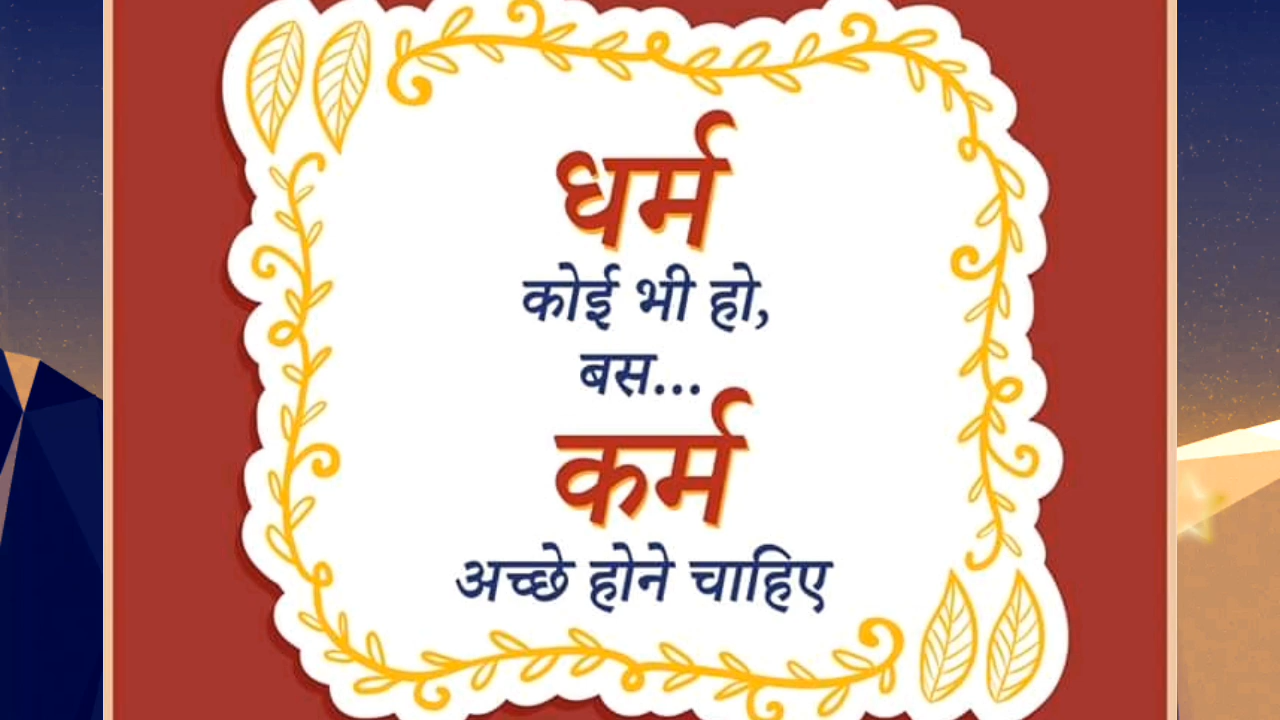 धर्म
कोई भी हो,
बस...
कर्म
अच्छे होने चाहिए